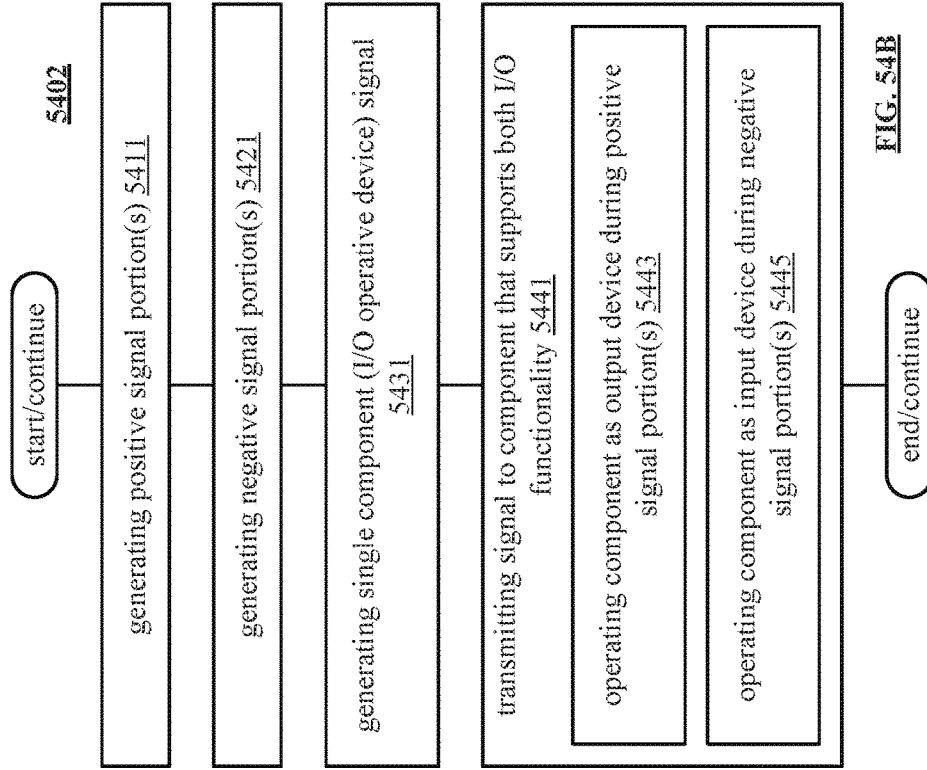 5402
start/continue
generating positive signal portion(s) 5411
generating negative signal portion(s) 5421
generating single component (I/O operative device) signal
5431
transmitting signal to component that supports both I/O
functionality 5441
operating component as output device during positive
signal portion(s) 5443
operating component as input device during negative
signal portion(s) 5445
end/continue
FIG. 54B